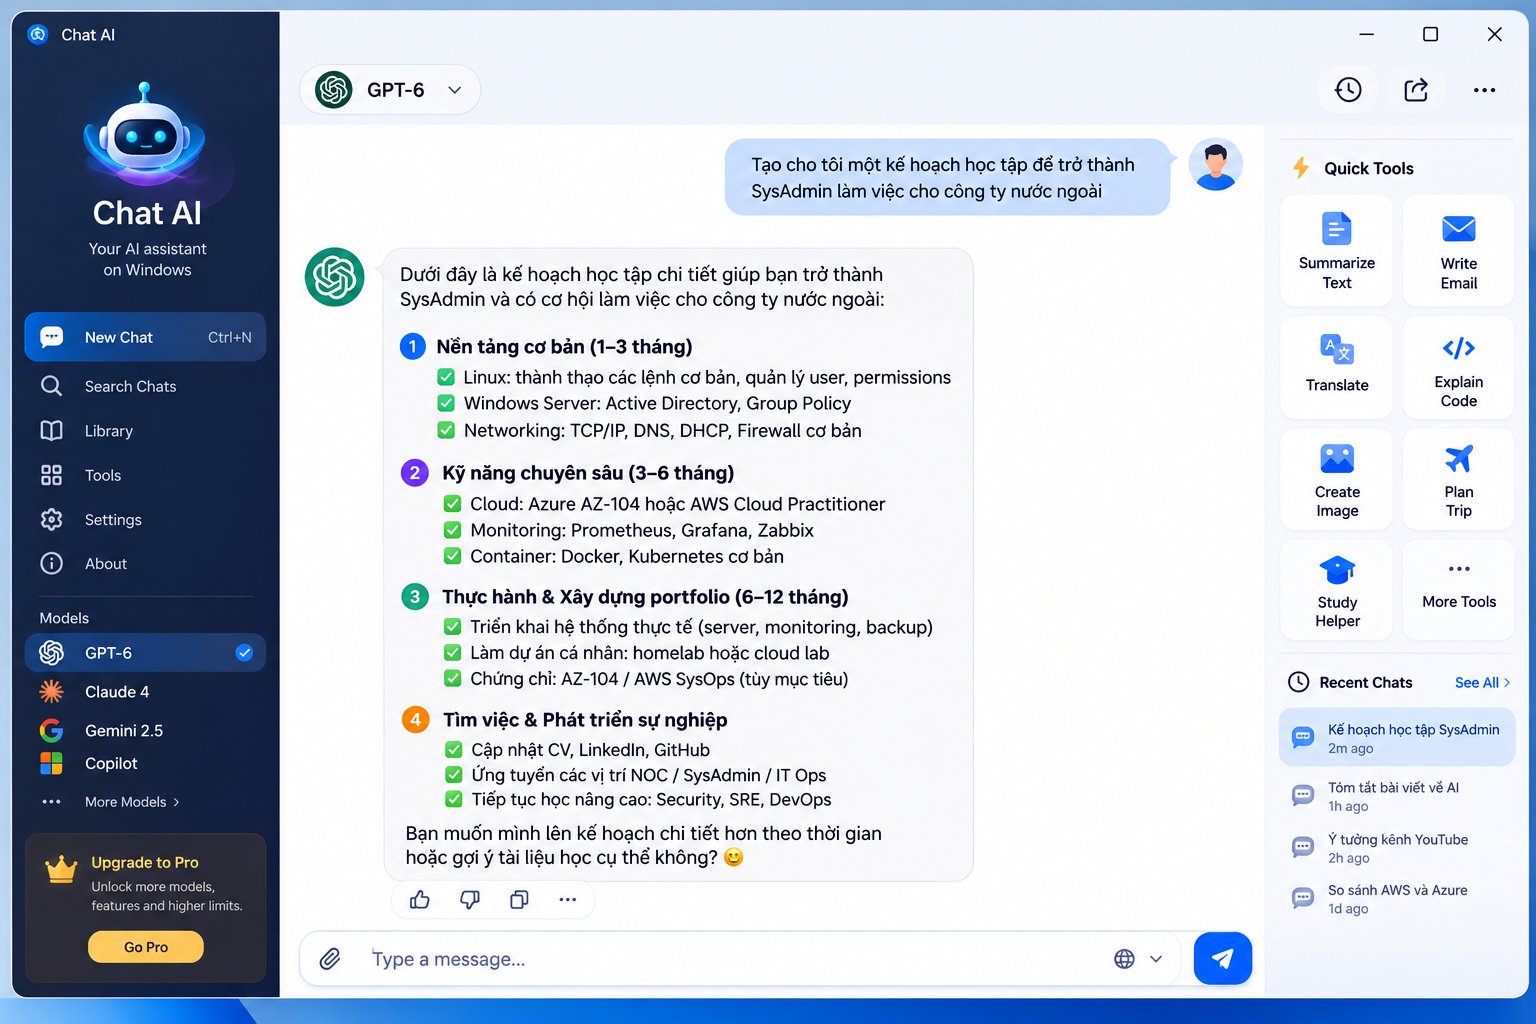 Chat AI
Chat AI
Your AI assistant
on Windows
New Chat Ctrl+N
Search Chats
Library
Tools
Settings
About
Models
GPT-6
Claude 4
Gemini 2.5
Copilot
More Models
Upgrade to Pro
Unlock more models,
features and higher limits.
Go Pro
GPT-6
Tạo cho tôi một kế hoạch học tập để trở thành
SysAdmin làm việc cho công ty nước ngoài
Dưới đây là kế hoạch học tập chi tiết giúp bạn trở thành
SysAdmin và có cơ hội làm việc cho công ty nước ngoài:
1 Nền tảng cơ bản (1–3 tháng)
✅ Linux: thành thạo các lệnh cơ bản, quản lý user, permissions
✅ Windows Server: Active Directory, Group Policy
✅ Networking: TCP/IP, DNS, DHCP, Firewall cơ bản
2 Kỹ năng chuyên sâu (3–6 tháng)
✅ Cloud: Azure AZ-104 hoặc AWS Cloud Practitioner
✅ Monitoring: Prometheus, Grafana, Zabbix
✅ Container: Docker, Kubernetes cơ bản
3 Thực hành & Xây dựng portfolio (6–12 tháng)
✅ Triển khai hệ thống thực tế (server, monitoring, backup)
✅ Làm dự án cá nhân: homelab hoặc cloud lab
✅ Chứng chỉ: AZ-104 / AWS SysOps (tùy mục tiêu)
4 Tìm việc & Phát triển sự nghiệp
✅ Cập nhật CV, LinkedIn, GitHub
✅ Ứng tuyển các vị trí NOC / SysAdmin / IT Ops
✅ Tiếp tục học nâng cao: Security, SRE, DevOps
Bạn muốn mình lên kế hoạch chi tiết hơn theo thời gian
hoặc gợi ý tài liệu học cụ thể không? 😀
Type a message...
Quick Tools
Summarize
Text
Write
Email
Translate
Explain
Code
Create
Image
Plan
Trip
Study
Helper
More Tools
Recent Chats See All
Kế hoạch học tập SysAdmin
2m ago
Tóm tắt bài viết về AI
1h ago
Ý tưởng kênh YouTube
2h ago
So sánh AWS và Azure
1d ago